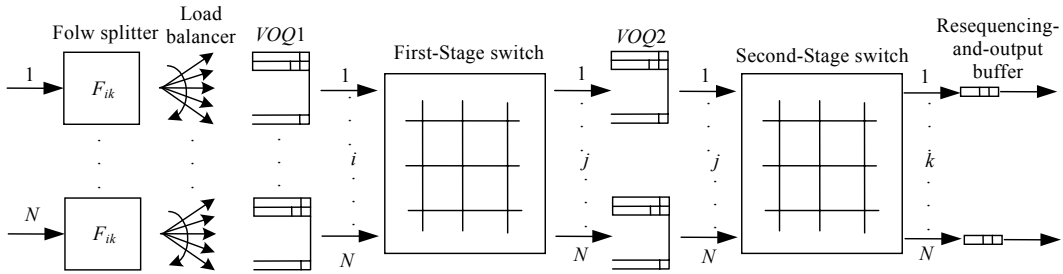 Folw splitter
Load
balancer
VOQ1
First-Stage switch
VOQ2
Second-Stage switch
Resequencing-
and-output
buffer
1
F_ik
1
1
1
1
i
j
j
k
N
F_ik
N
N
N
N